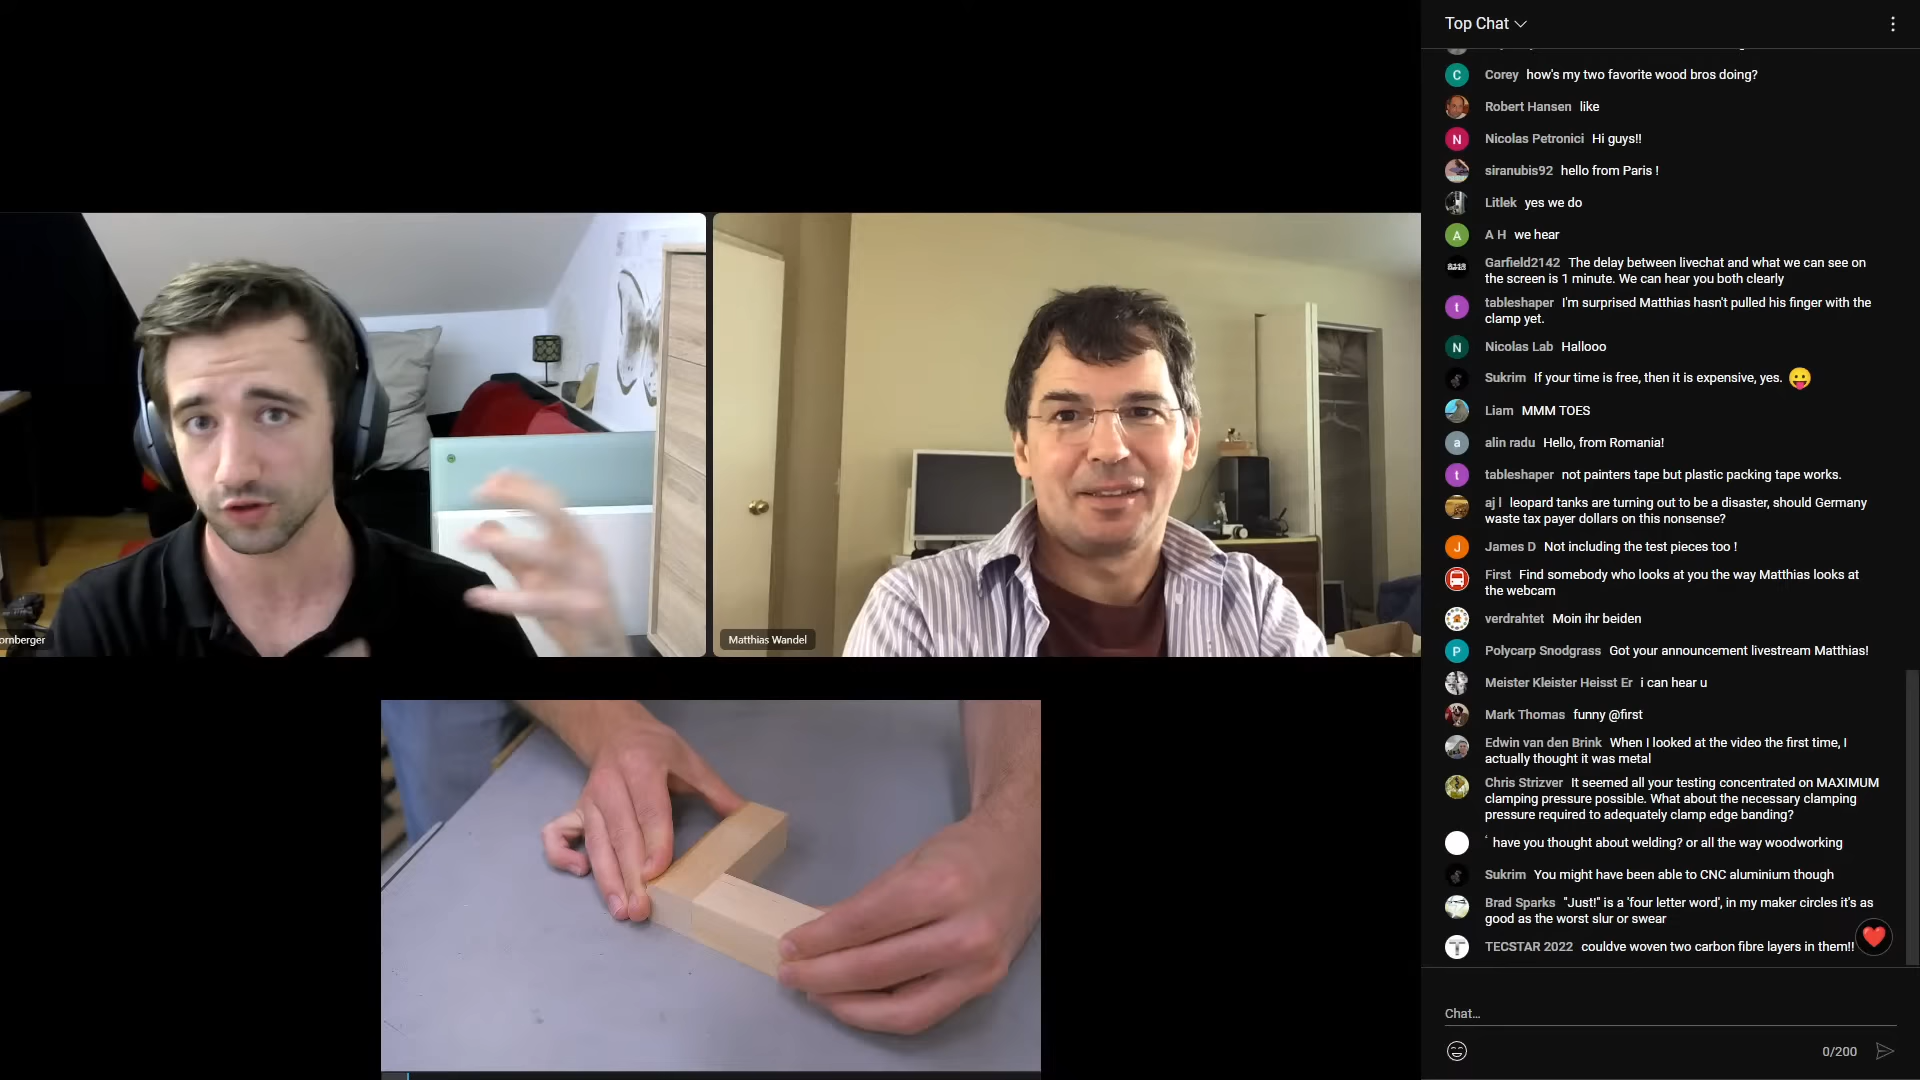 Top Chat
Corey how's my two favorite wood bros doing?
Robert Hansen like
N Nicolas Petronici Hi guys!!
siranubis92 hello from Paris !
Litlek yes we do
A A H we hear
Garfield2142 The delay between livechat and what we can see on
the screen is 1 minute. We can hear you both clearly
t tableshaper I'm surprised Matthias hasn't pulled his finger with the
clamp yet.
N Nicolas Lab Hallooo
Sukrim If your time is free, then it is expensive, yes. 😛
Liam MMM TOES
a alin radu Hello, from Romania!
t tableshaper not painters tape but plastic packing tape works.
aj l leopard tanks are turning out to be a disaster, should Germany
waste tax payer dollars on this nonsense?
J James D Not including the test pieces too !
First Find somebody who looks at you the way Matthias looks at
the webcam
verdrahtet Moin ihr beiden
P Polycarp Snodgrass Got your announcement livestream Matthias!
Meister Kleister Heisst Er i can hear u
Mark Thomas funny @first
Edwin van den Brink When I looked at the video the first time, I
actually thought it was metal
Chris Strizver It seemed all your testing concentrated on MAXIMUM
clamping pressure possible. What about the necessary clamping
pressure required to adequately clamp edge banding?
‘ have you thought about welding? or all the way woodworking
Sukrim You might have been able to CNC aluminium though
Brad Sparks "Just!" is a 'four letter word', in my maker circles it's as
good as the worst slur or swear
T TECSTAR 2022 couldve woven two carbon fibre layers in them!!
Chat...
0/200
omberger
Matthias Wandel